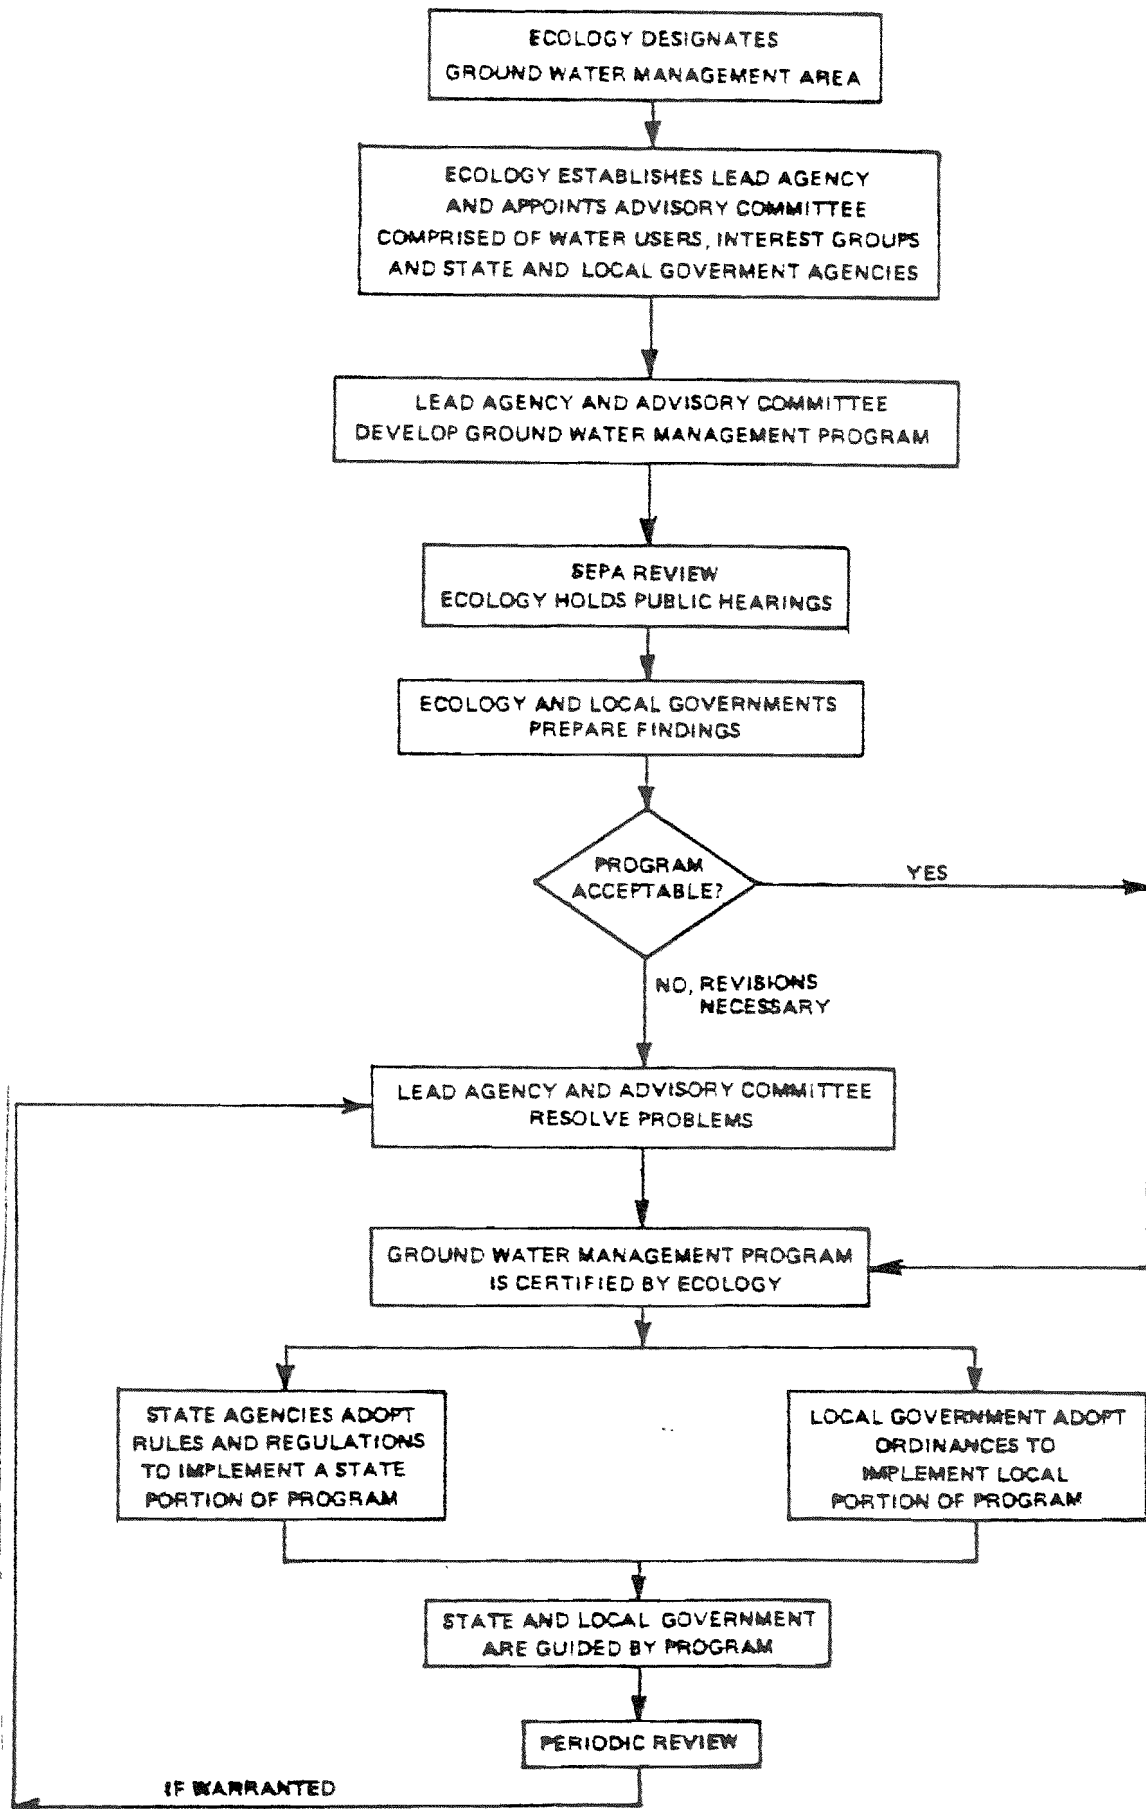 ECOLOGY DESIGNATES
GROUND WATER MANAGEMENT AREA
ECOLOGY ESTABLISHES LEAD AGENCY
AND APPOINTS ADVISORY COMMITTEE
COMPRISED OF WATER USERS, INTEREST GROUPS
AND STATE AND LOCAL GOVERMENT AGENCIES
LEAD AGENCY AND ADVISORY COMMITTEE
DEVELOP GROUND WATER MANAGEMENT PROGRAM
SEPA REVIEW
ECOLOGY HOLDS PUBLIC HEARINGS
ECOLOGY AND LOCAL GOVERNMENTS
PREPARE FINDINGS
PROGRAM
ACCEPTABLE?
YES
NO, REVISIONS
NECESSARY
LEAD AGENCY AND ADVISORY COMMITTEE
RESOLVE PROBLEMS
GROUND WATER MANAGEMENT PROGRAM
IS CERTIFIED BY ECOLOGY
STATE AGENCIES ADOPT
RULES AND REGULATIONS
TO IMPLEMENT A STATE
PORTION OF PROGRAM
LOCAL GOVERNMENT ADOPT
ORDINANCES TO
IMPLEMENT LOCAL
PORTION OF PROGRAM
STATE AND LOCAL GOVERNMENT
ARE GUIDED BY PROGRAM
PERIODIC REVIEW
IF WARRANTED